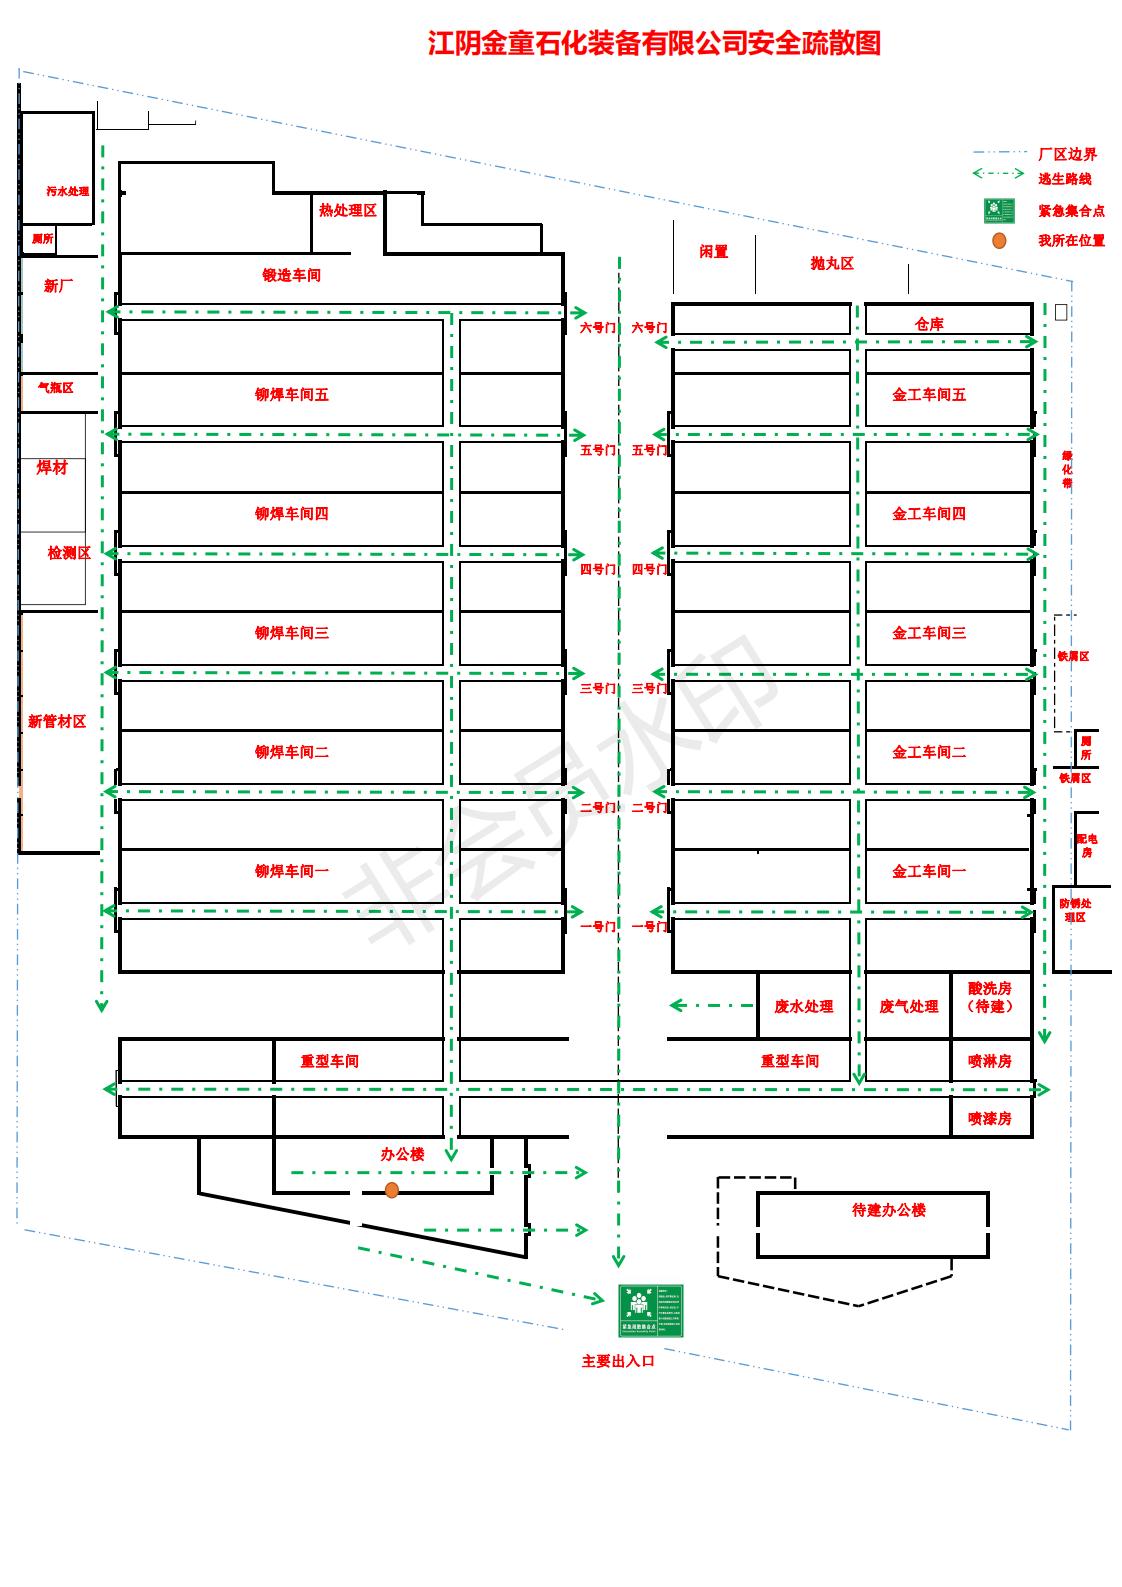 江阴金童石化装备有限公司安全疏散图
厂区边界
逃生路线
紧急集合点
我所在位置
污水处理
厕所
新厂
热处理区
锻造车间
闲置
抛丸区
仓库
六号门
六号门
气瓶区
铆焊车间五
金工车间五
五号门
五号门
焊材
绿
化
带
铆焊车间四
金工车间四
检测区
四号门
四号门
铆焊车间三
金工车间三
铁屑区
三号门
三号门
新管材区
铆焊车间二
金工车间二
厕
所
铁屑区
二号门
二号门
配电
房
铆焊车间一
金工车间一
防锈处
理区
一号门
一号门
废水处理
废气处理
酸洗房
（待建）
重型车间
重型车间
喷淋房
喷漆房
办公楼
待建办公楼
紧急疏散集合点
主要出入口
非会员水印